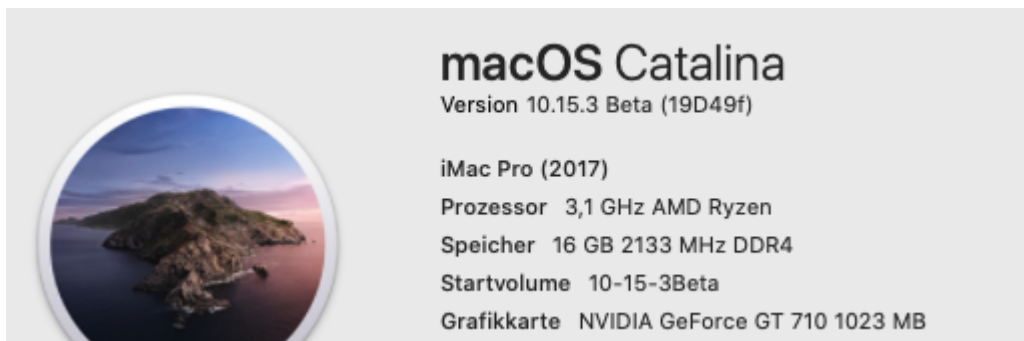 macOS Catalina
Version 10.15.3 Beta (19D49f)
iMac Pro (2017)
Prozessor 3,1 GHz AMD Ryzen
Speicher 16 GB 2133 MHz DDR4
Startvolume 10-15-3Beta
Grafikkarte NVIDIA GeForce GT 710 1023 MB